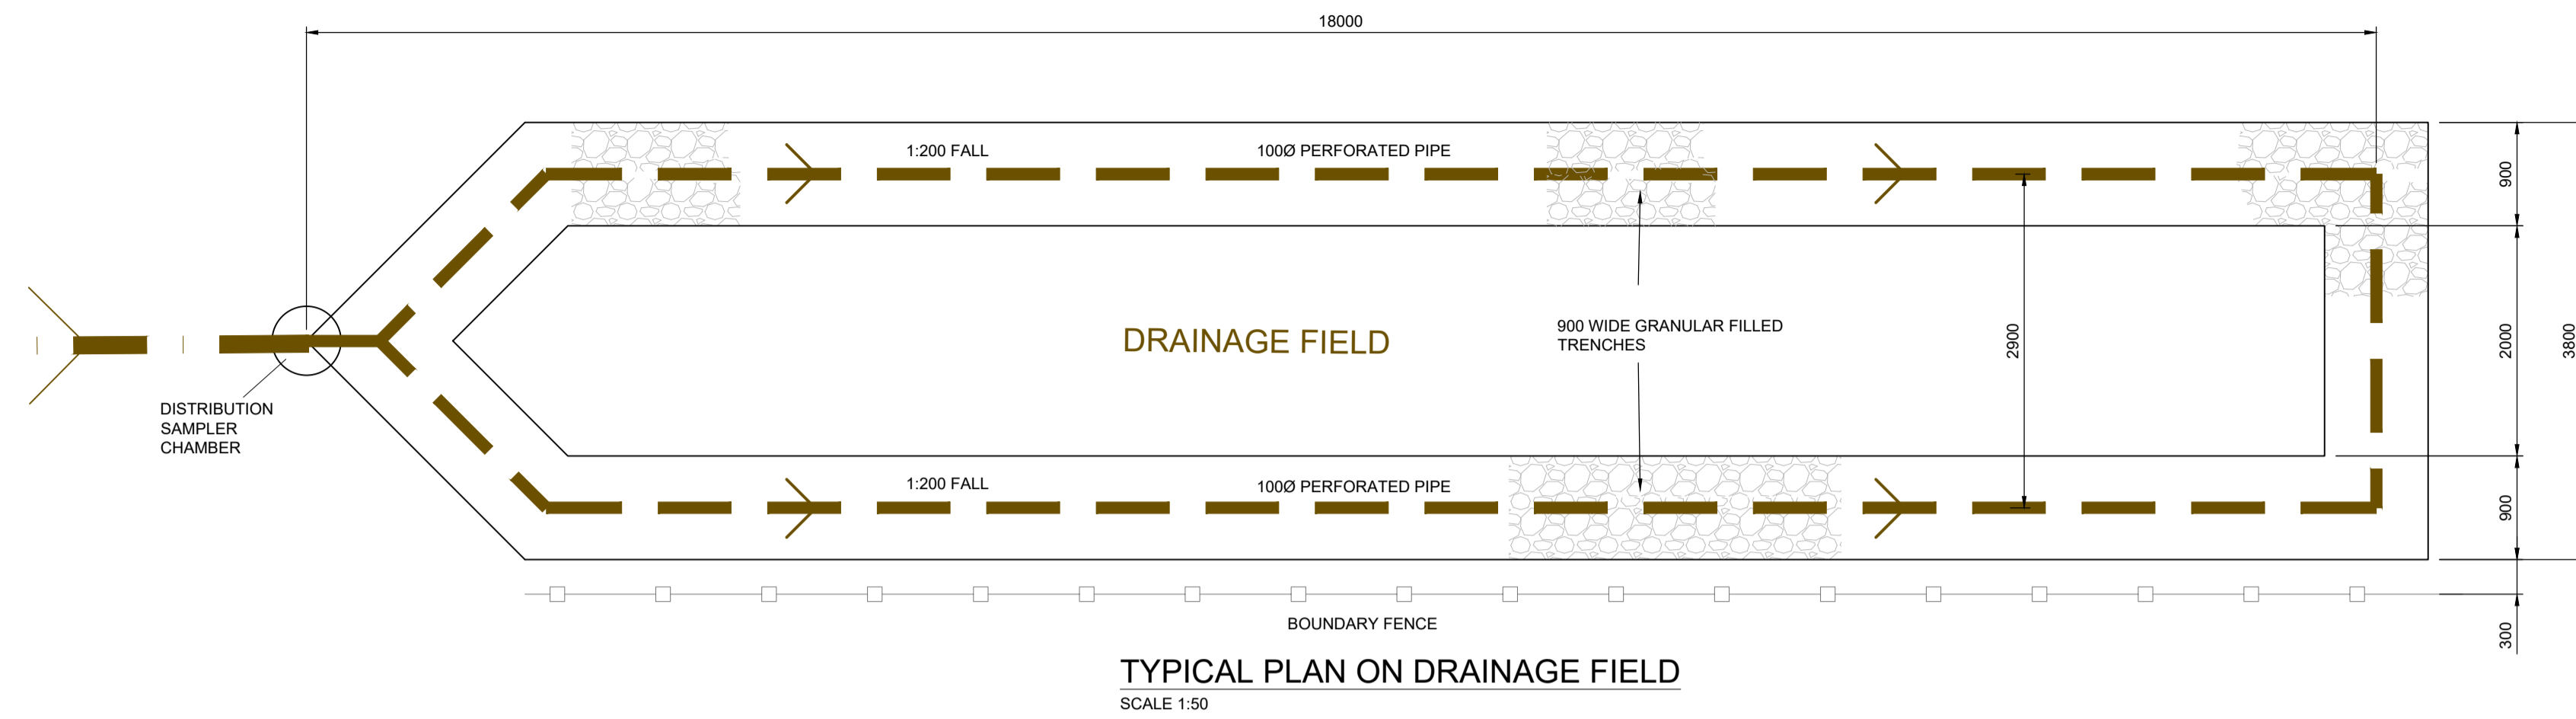 18000
1:200 FALL
100Ø PERFORATED PIPE
900
DRAINAGE FIELD
900 WIDE GRANULAR FILLED
TRENCHES
2900
2000
3800
DISTRIBUTION
SAMPLER
CHAMBER
1:200 FALL
100Ø PERFORATED PIPE
900
BOUNDARY FENCE
300
TYPICAL PLAN ON DRAINAGE FIELD
SCALE 1:50